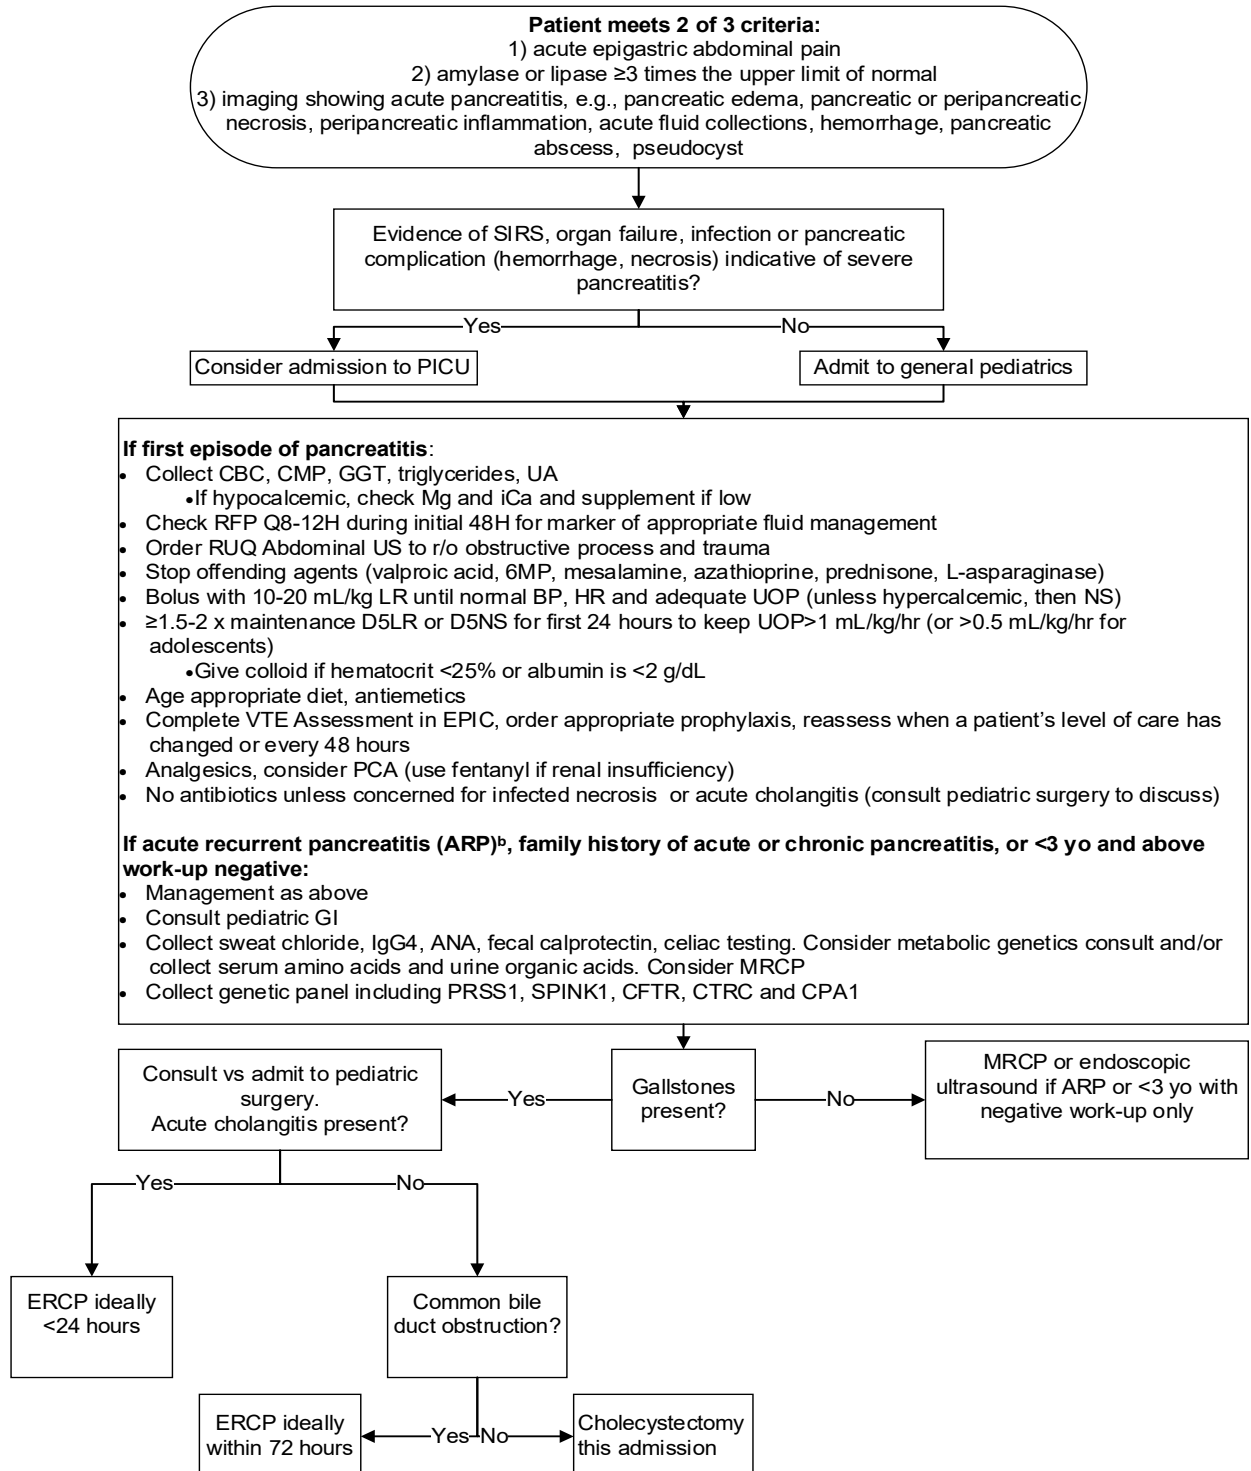 Patient meets 2 of 3 criteria:
1) acute epigastric abdominal pain
2) amylase or lipase ≥3 times the upper limit of normal
3) imaging showing acute pancreatitis, e.g., pancreatic edema, pancreatic or peripancreatic
necrosis, peripancreatic inflammation, acute fluid collections, hemorrhage, pancreatic
abscess, pseudocyst
Evidence of SIRS, organ failure, infection or pancreatic
complication (hemorrhage, necrosis) indicative of severe
pancreatitis?
Yes
No
Consider admission to PICU
Admit to general pediatrics
If first episode of pancreatitis:
• Collect CBC, CMP, GGT, triglycerides, UA
•If hypocalcemic, check Mg and iCa and supplement if low
• Check RFP Q8-12H during initial 48H for marker of appropriate fluid management
• Order RUQ Abdominal US to r/o obstructive process and trauma
• Stop offending agents (valproic acid, 6MP, mesalamine, azathioprine, prednisone, L-asparaginase)
• Bolus with 10-20 mL/kg LR until normal BP, HR and adequate UOP (unless hypercalcemic, then NS)
• ≥1.5-2 x maintenance D5LR or D5NS for first 24 hours to keep UOP>1 mL/kg/hr (or >0.5 mL/kg/hr for
adolescents)
•Give colloid if hematocrit <25% or albumin is <2 g/dL
• Age appropriate diet, antiemetics
• Complete VTE Assessment in EPIC, order appropriate prophylaxis, reassess when a patient's level of care has
changed or every 48 hours
• Analgesics, consider PCA (use fentanyl if renal insufficiency)
• No antibiotics unless concerned for infected necrosis or acute cholangitis (consult pediatric surgery to discuss)
If acute recurrent pancreatitis (ARP)ᵇ, family history of acute or chronic pancreatitis, or <3 yo and above
work-up negative:
• Management as above
• Consult pediatric GI
• Collect sweat chloride, IgG4, ANA, fecal calprotectin, celiac testing. Consider metabolic genetics consult and/or
collect serum amino acids and urine organic acids. Consider MRCP
• Collect genetic panel including PRSS1, SPINK1, CFTR, CTRC and CPA1
Consult vs admit to pediatric
surgery.
Acute cholangitis present?
Yes
Gallstones
present?
No
MRCP or endoscopic
ultrasound if ARP or <3 yo with
negative work-up only
Yes
No
ERCP ideally
<24 hours
Common bile
duct obstruction?
ERCP ideally
within 72 hours
Yes
No
Cholecystectomy
this admission